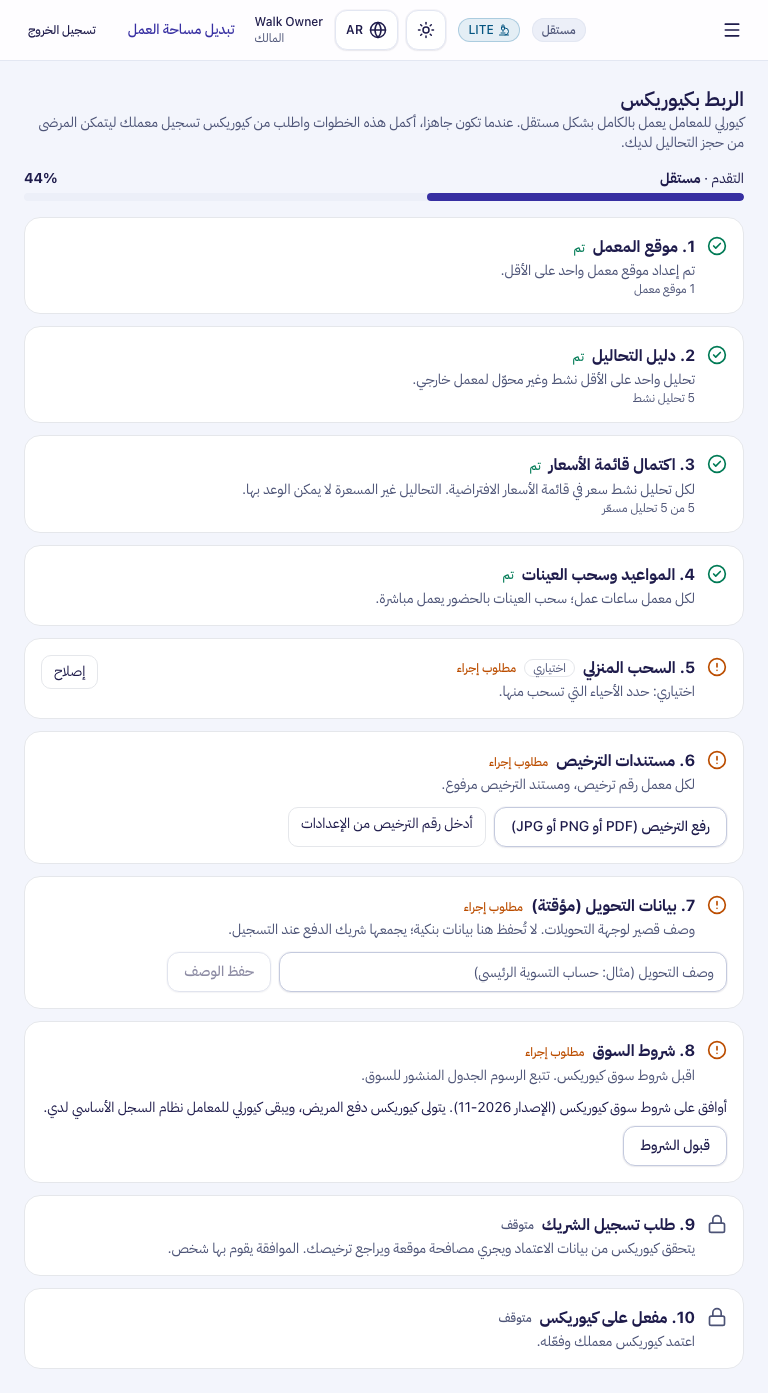 مستقل
LITE
AR
Walk Owner
المالك
تبديل مساحة العمل
تسجيل الخروج
الربط بكيوريكس
كيورلي للمعامل يعمل بالكامل بشكل مستقل. عندما تكون جاهزا، أكمل هذه الخطوات واطلب من كيوريكس تسجيل معملك ليتمكن المرضى
من حجز التحاليل لديك.
التقدم · مستقل
44%
1. موقع المعمل تم
تم إعداد موقع معمل واحد على الأقل.
1 موقع معمل
2. دليل التحاليل تم
تحليل واحد على الأقل نشط وغير محوّل لمعمل خارجي.
5 تحليل نشط
3. اكتمال قائمة الأسعار تم
لكل تحليل نشط سعر في قائمة الأسعار الافتراضية. التحاليل غير المسعرة لا يمكن الوعد بها.
5 من 5 تحليل مسعّر
4. المواعيد وسحب العينات تم
لكل معمل ساعات عمل؛ سحب العينات بالحضور يعمل مباشرة.
5. السحب المنزلي اختياري مطلوب إجراء
إصلاح
اختياري: حدد الأحياء التي تسحب منها.
6. مستندات الترخيص مطلوب إجراء
لكل معمل رقم ترخيص، ومستند الترخيص مرفوع.
رفع الترخيص (PDF أو PNG أو JPG)
أدخل رقم الترخيص من الإعدادات
7. بيانات التحويل (مؤقتة) مطلوب إجراء
وصف قصير لوجهة التحويلات. لا تُحفظ هنا بيانات بنكية؛ يجمعها شريك الدفع عند التسجيل.
وصف التحويل (مثال: حساب التسوية الرئيسي)
حفظ الوصف
8. شروط السوق مطلوب إجراء
اقبل شروط سوق كيوريكس. تتبع الرسوم الجدول المنشور للسوق.
أوافق على شروط سوق كيوريكس (الإصدار 2026-11). يتولى كيوريكس دفع المريض، ويبقى كيورلي للمعامل نظام السجل الأساسي لدي.
قبول الشروط
9. طلب تسجيل الشريك متوقف
يتحقق كيوريكس من بيانات الاعتماد ويجري مصافحة موقعة ويراجع ترخيصك. الموافقة يقوم بها شخص.
10. مفعل على كيوريكس متوقف
اعتمد كيوريكس معملك وفعّله.